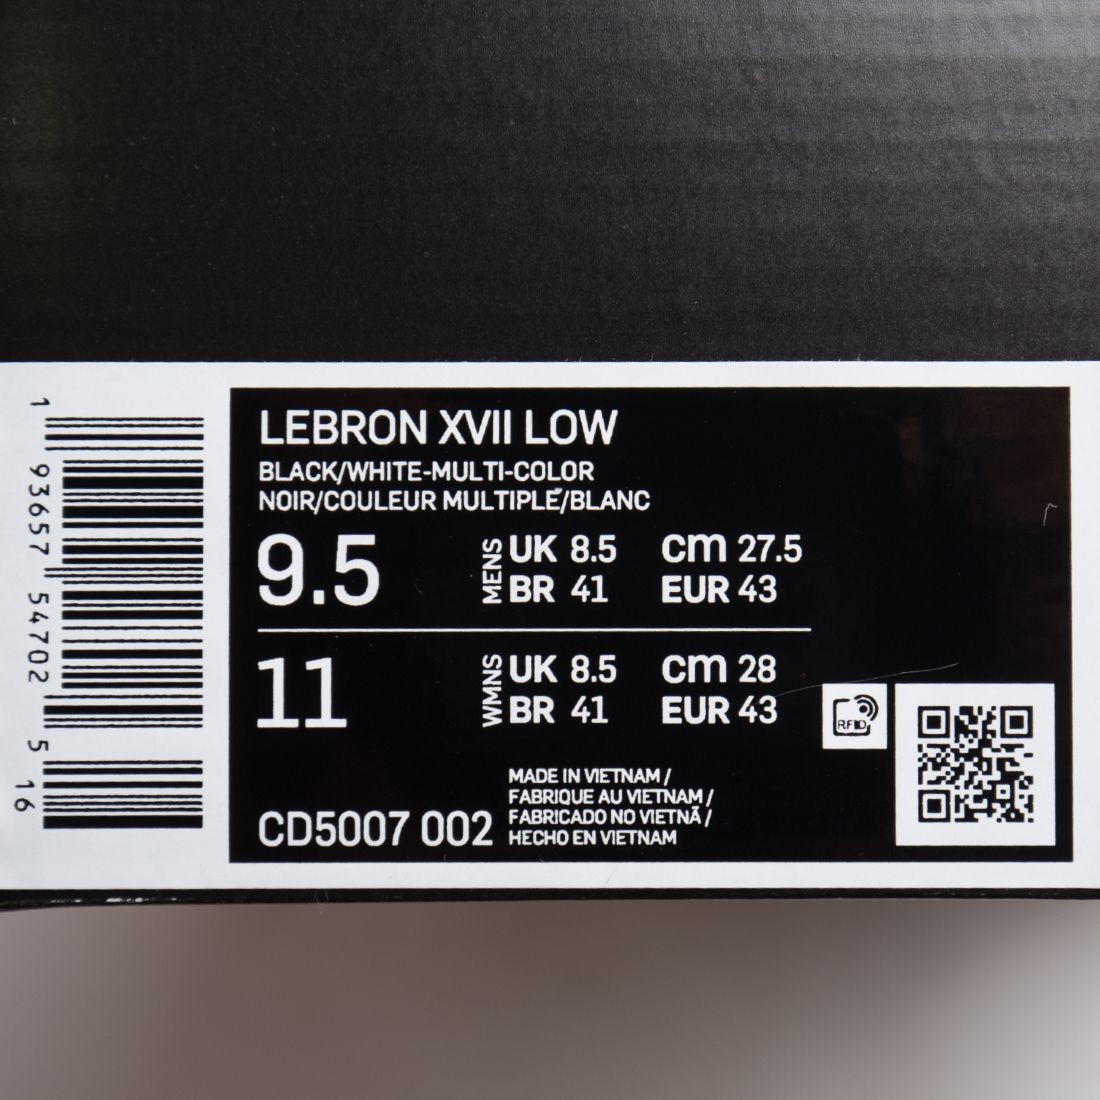 LEBRON XVII LOW
BLACK/WHITE-MULTI-COLOR
NOIR/COULEUR MULTIPLE/BLANC
9.5 MENS UK 8.5 cm 27.5
BR 41 EUR 43
11 WMNS UK 8.5 cm 28
BR 41 EUR 43
RFID
MADE IN VIETNAM /
FABRIQUE AU VIETNAM /
FABRICADO NO VIETNÃ /
HECHO EN VIETNAM
CD5007 002
1 93657 54702 5 16